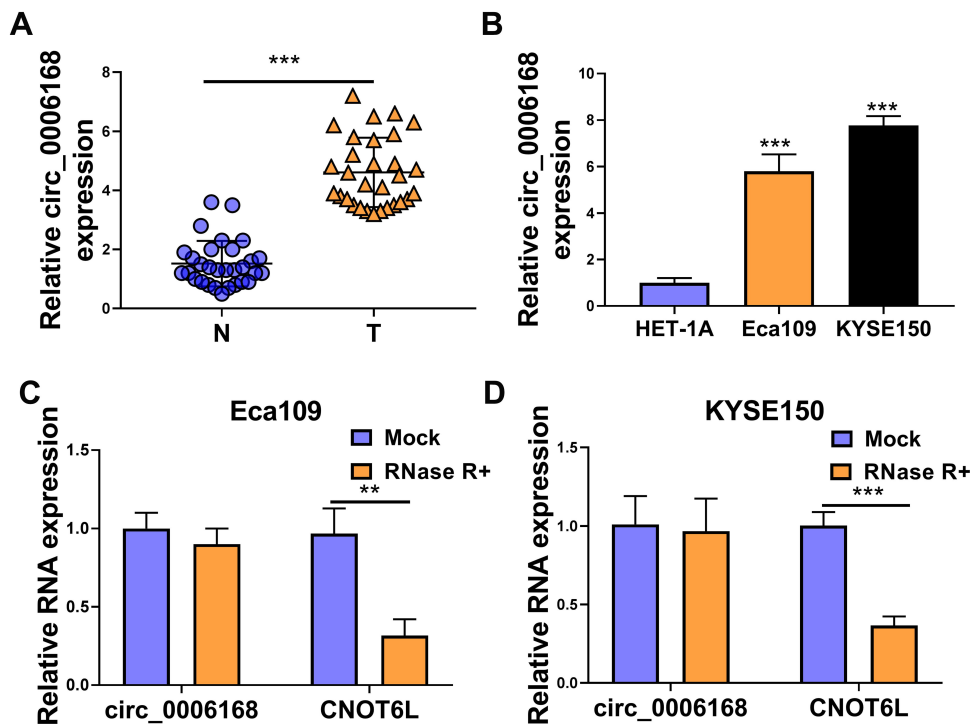 A
Relative circ_0006168
expression
8
6
4
2
0
***
N
T
B
Relative circ_0006168
expression
10
8
6
4
2
0
***
***
HET-1A
Eca109
KYSE150
C
Eca109
Mock
RNase R+
Relative RNA expression
1.5
1.0
0.5
0.0
**
circ_0006168
CNOT6L
D
KYSE150
Mock
RNase R+
Relative RNA expression
1.5
1.0
0.5
0.0
***
circ_0006168
CNOT6L